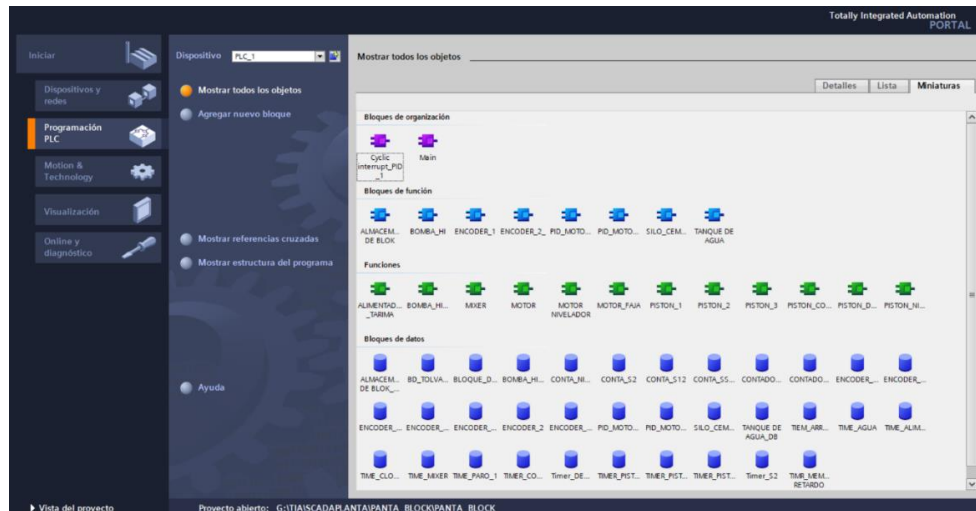 Totally Integrated Automation
PORTAL
Iniciar
Dispositivos y
redes
Programación
PLC
Motion &
Technology
Visualización
Online y
diagnóstico
Vista del proyecto
Dispositivo PLC_1
Mostrar todos los objetos
Agregar nuevo bloque
Mostrar referencias cruzadas
Mostrar estructura del programa
Ayuda
Mostrar todos los objetos
Detalles Lista Miniaturas
Bloques de organización
Cyclic Main
interrupt_PID
_1
Bloques de función
ALMACEM... BOMBA_HI ENCODER_1 ENCODER_2_ PID_MOTO... PID_MOTO... SILO_CEM... TANQUE DE
DE BLOK AGUA
Funciones
ALIMENTAD... BOMBA_HI... MIXER MOTOR MOTOR MOTOR_FAJA PISTON_1 PISTON_2 PISTON_3 PISTON_CO... PISTON_D... PISTON_NI...
_TARIMA NIVELADOR
Bloques de datos
ALMACEM... BD_TOLVA... BLOQUE_D... BOMBA_HI... CONTA_NI... CONTA_S2 CONTA_S12 CONTA_SS... CONTADO... CONTADO... ENCODER_... ENCODER_...
DE BLOK_...
ENCODER_... ENCODER_... ENCODER_... ENCODER_2 ENCODER_... PID_MOTO... PID_MOTO... SILO_CEM... TANQUE DE TIEM_ARR... TIME_AGUA TIME_ALIM...
AGUA_DB
TIME_CLO... TIME_MIXER TIME_PARO_1 TIMER_CO... Timer_DE... TIMER_PIST... TIMER_PIST... TIMER_PIST... Timer_S2 TIMR_MEM...
RETARDO
Proyecto abierto: G:\TIA\SCADAPLANTA\PANTA_BLOCK\PANTA_BLOCK